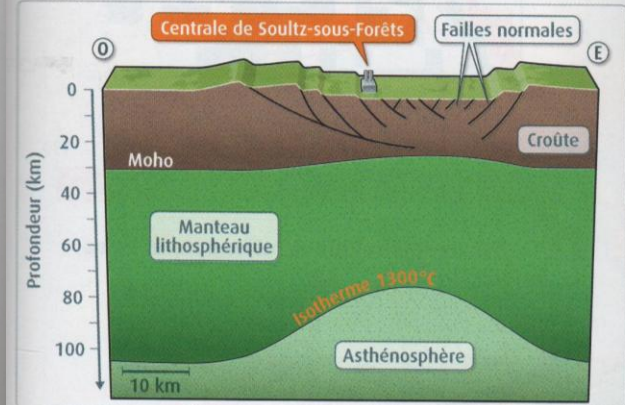 O
Centrale de Soultz-sous-Forêts
Failles normales
E
Profondeur (km)
0
20
40
60
80
100
Croûte
Moho
Manteau
lithosphérique
Isotherme 1300°C
Asthénosphère
10 km